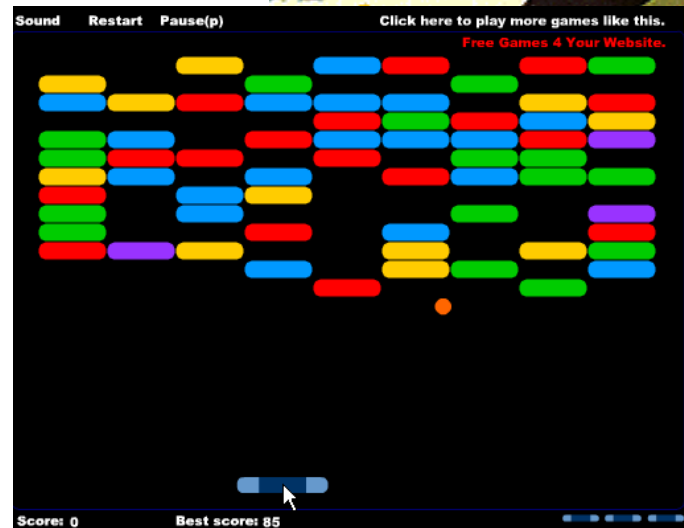 Sound Restart Pause(p) Click here to play more games like this.
Free Games 4 Your Website.
Score: 0 Best score: 85